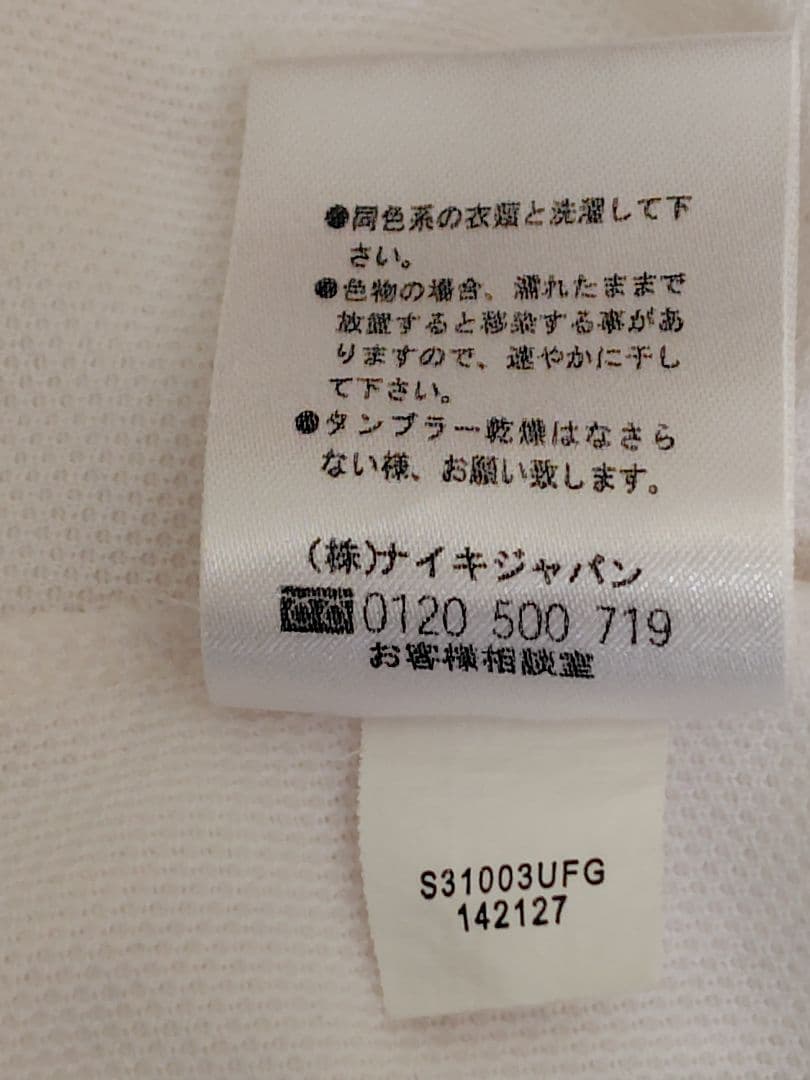 ●同色系の衣類と洗濯して下
さい。
●色物の場合、濡れたままで
放置すると移染する事があ
りますので、速やかに干し
て下さい。
●タンブラー乾燥はなさら
ない様、お願い致します。
(株)ナイキジャパン
0120 500 719
お客様相談室
S31003UFG
142127